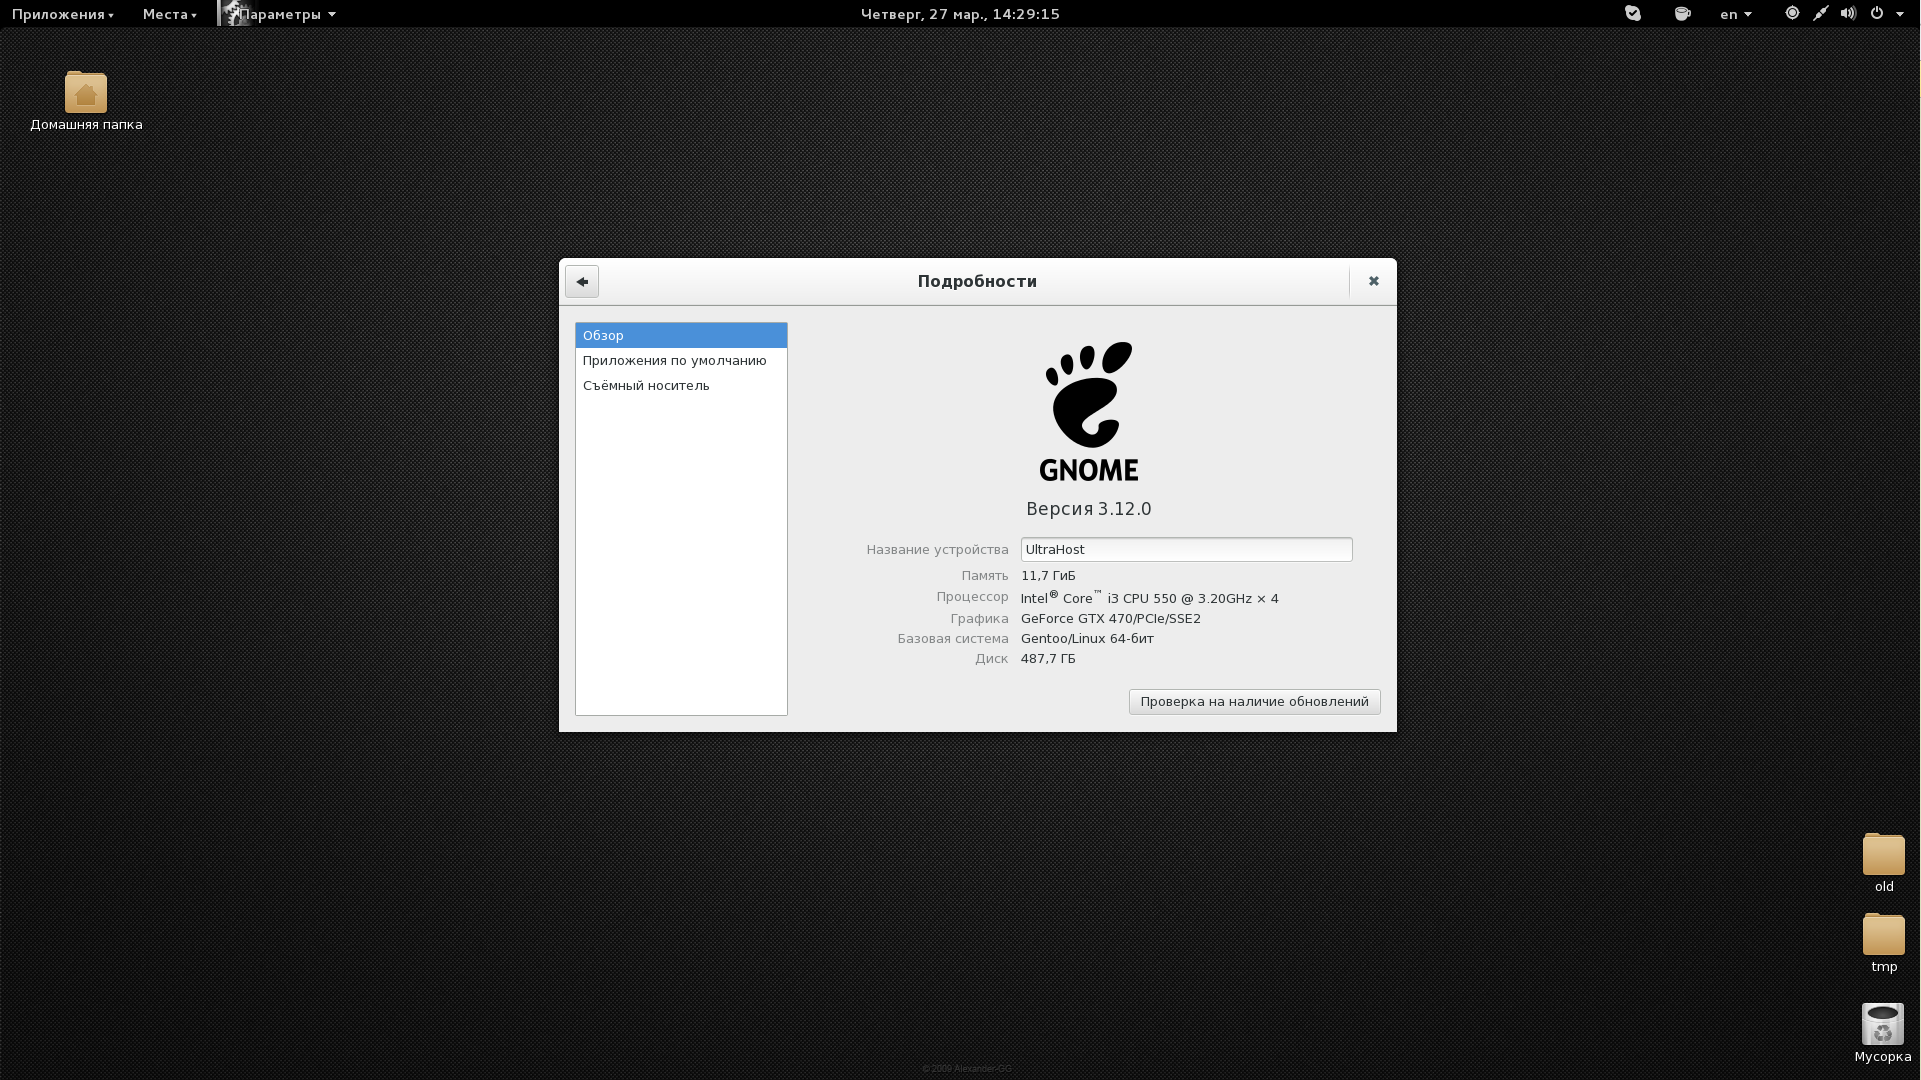 Приложения Места Параметры Четверг, 27 мар., 14:29:15 en
Домашняя папка
Подробности
Обзор
Приложения по умолчанию
Съёмный носитель
GNOME
Версия 3.12.0
Название устройства UltraHost
Память 11,7 ГиБ
Процессор Intel® Core™ i3 CPU 550 @ 3.20GHz × 4
Графика GeForce GTX 470/PCIe/SSE2
Базовая система Gentoo/Linux 64-бит
Диск 487,7 ГБ
Проверка на наличие обновлений
old
tmp
Мусорка
© 2009 Alexander-GG